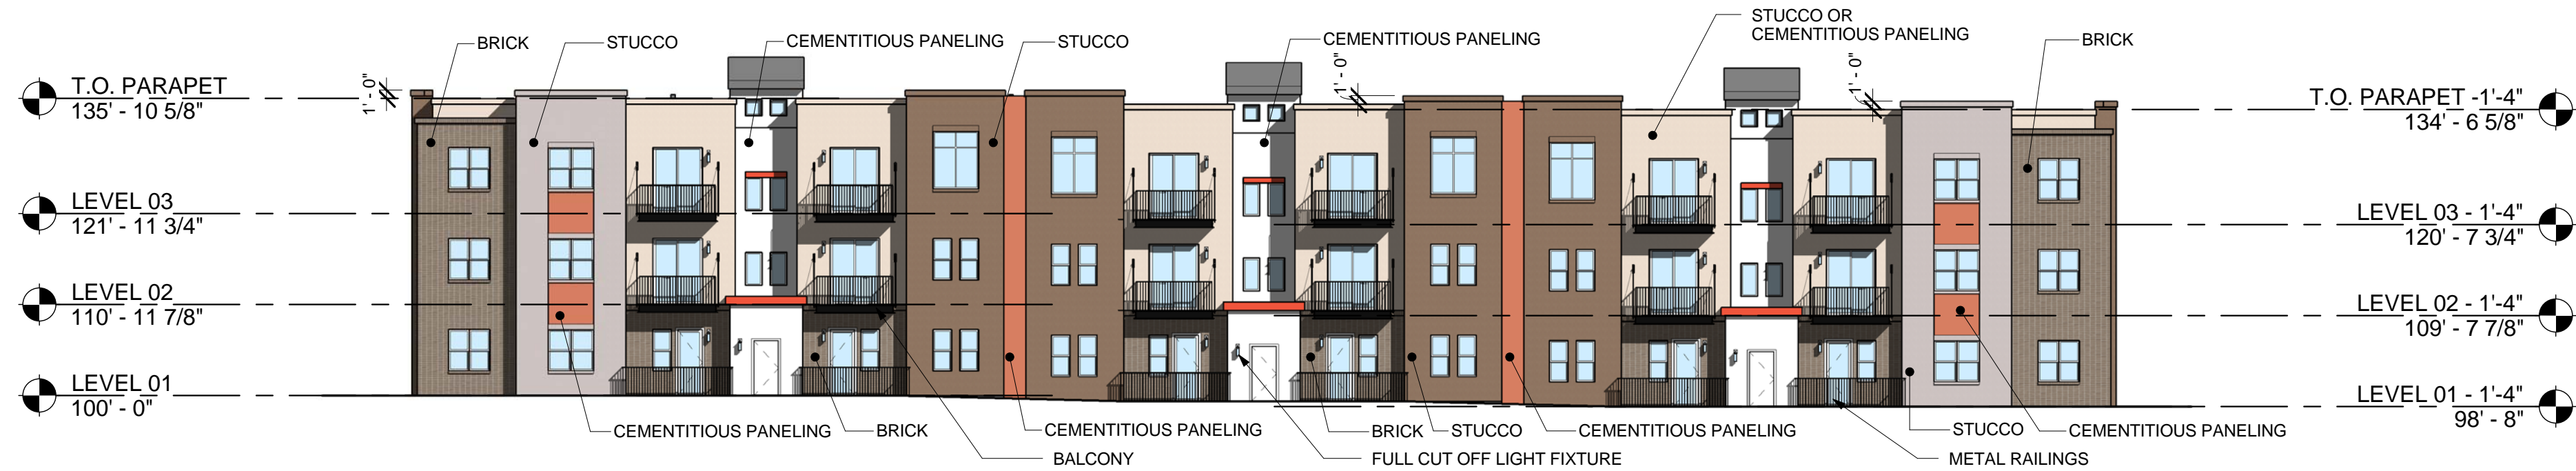 STUCCO OR
CEMENTITIOUS PANELING
BRICK
STUCCO
CEMENTITIOUS PANELING
STUCCO
CEMENTITIOUS PANELING
BRICK
T.O. PARAPET
135' - 10 5/8"
1' - 0"
1' - 0"
1' - 0"
T.O. PARAPET -1'-4"
134' - 6 5/8"
LEVEL 03
121' - 11 3/4"
LEVEL 03 - 1'-4"
120' - 7 3/4"
LEVEL 02
110' - 11 7/8"
LEVEL 02 - 1'-4"
109' - 7 7/8"
LEVEL 01
100' - 0"
LEVEL 01 - 1'-4"
98' - 8"
CEMENTITIOUS PANELING
BRICK
CEMENTITIOUS PANELING
BRICK
STUCCO
CEMENTITIOUS PANELING
STUCCO
CEMENTITIOUS PANELING
BALCONY
FULL CUT OFF LIGHT FIXTURE
METAL RAILINGS